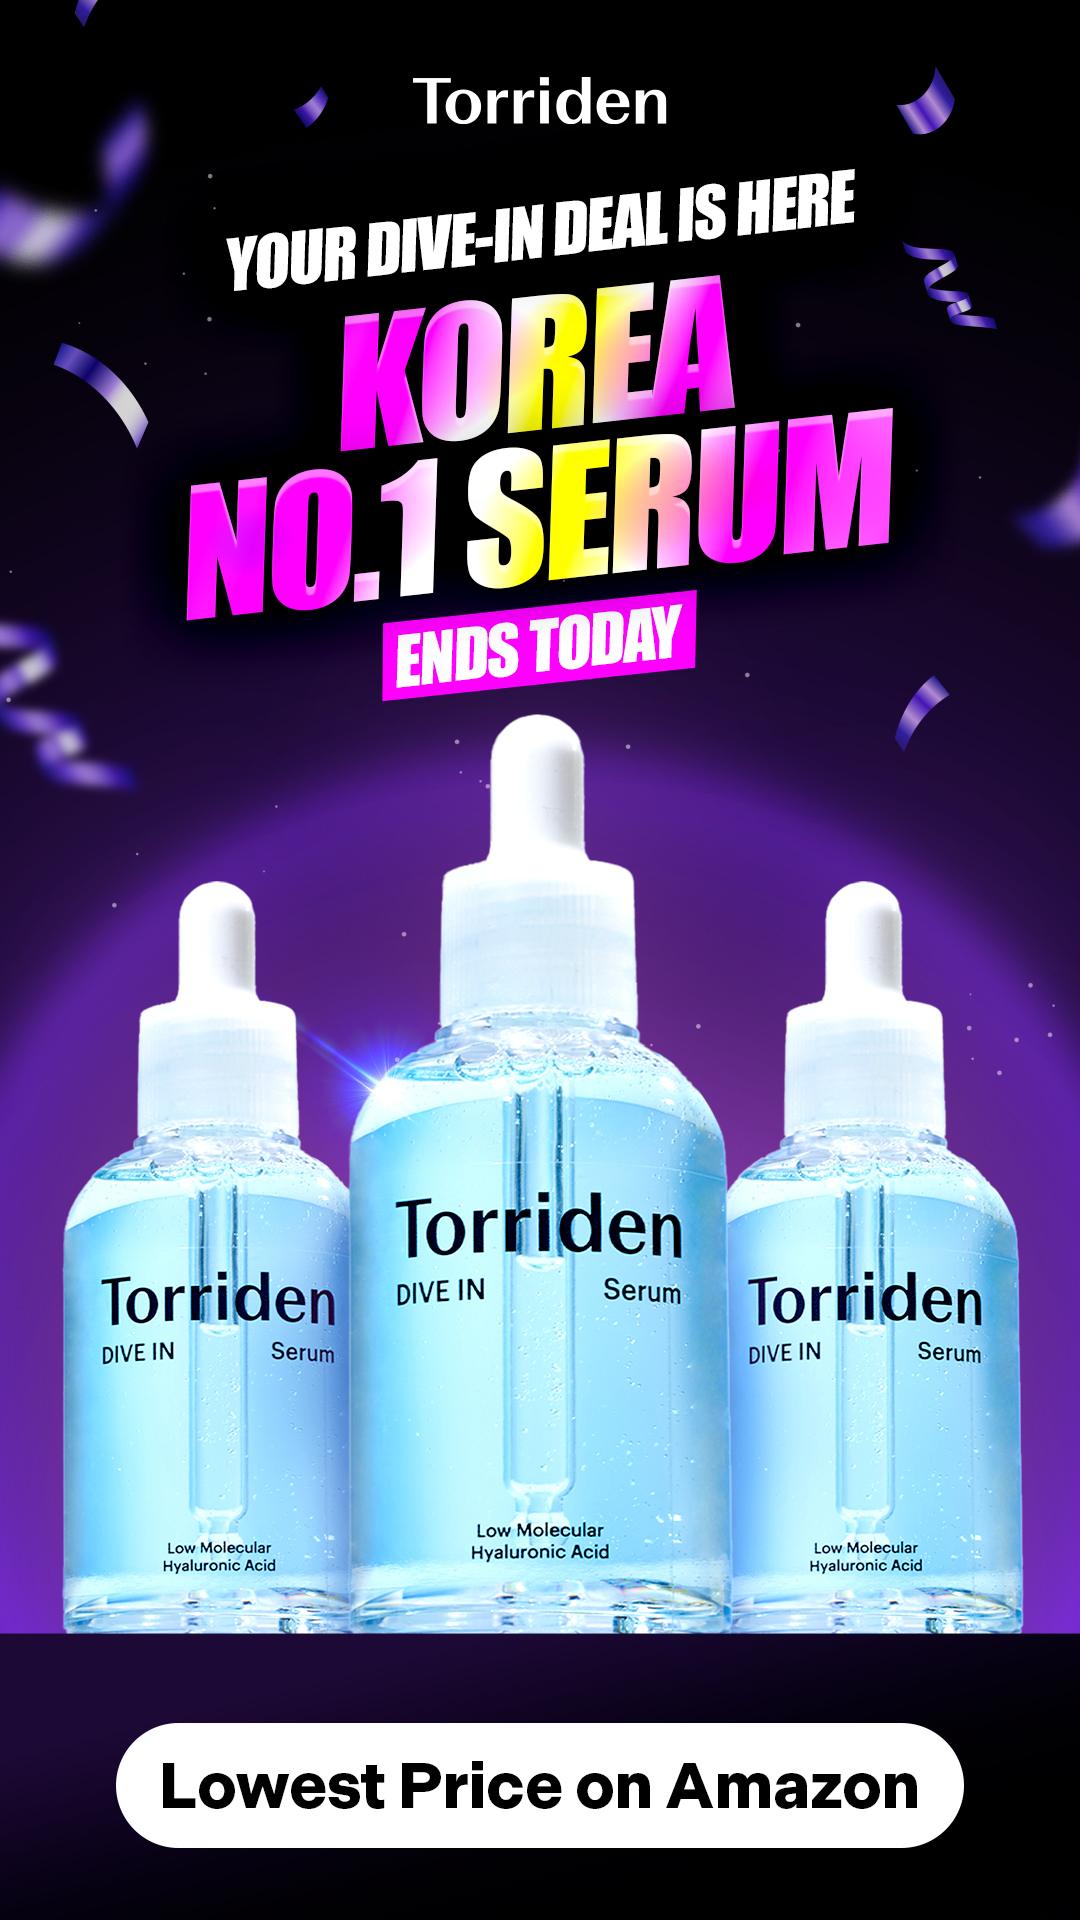 Torriden
YOUR DIVE-IN DEAL IS HERE
KOREA
NO.1 SERUM
ENDS TODAY
Torriden
DIVE IN Serum
Low Molecular
Hyaluronic Acid
Torriden
DIVE IN Serum
Low Molecular
Hyaluronic Acid
Torriden
DIVE IN Serum
Low Molecular
Hyaluronic Acid
Lowest Price on Amazon